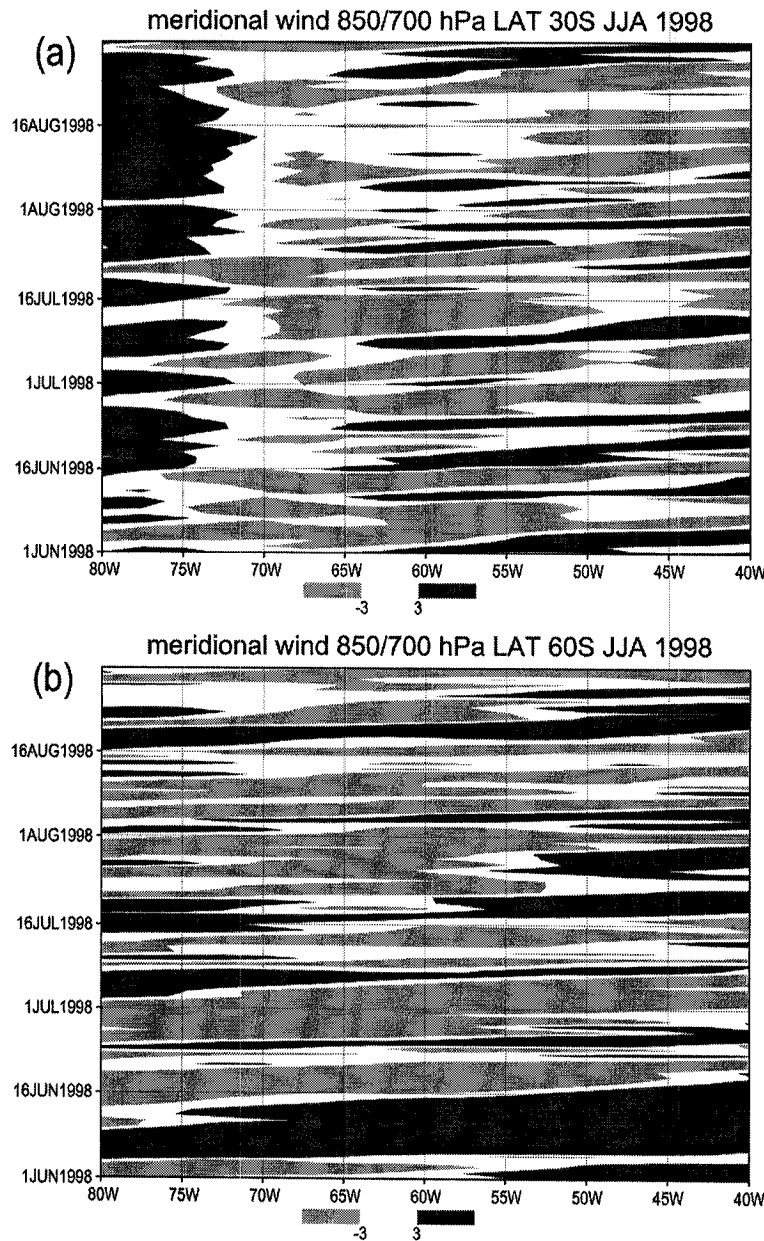 meridional wind 850/700 hPa LAT 30S JJA 1998
(a)
16AUG1998
1AUG1998
16JUL1998
1JUL1998
16JUN1998
1JUN1998
80W 75W 70W 65W 60W 55W 50W 45W 40W
-3 3
meridional wind 850/700 hPa LAT 60S JJA 1998
(b)
16AUG1998
1AUG1998
16JUL1998
1JUL1998
16JUN1998
1JUN1998
80W 75W 70W 65W 60W 55W 50W 45W 40W
-3 3